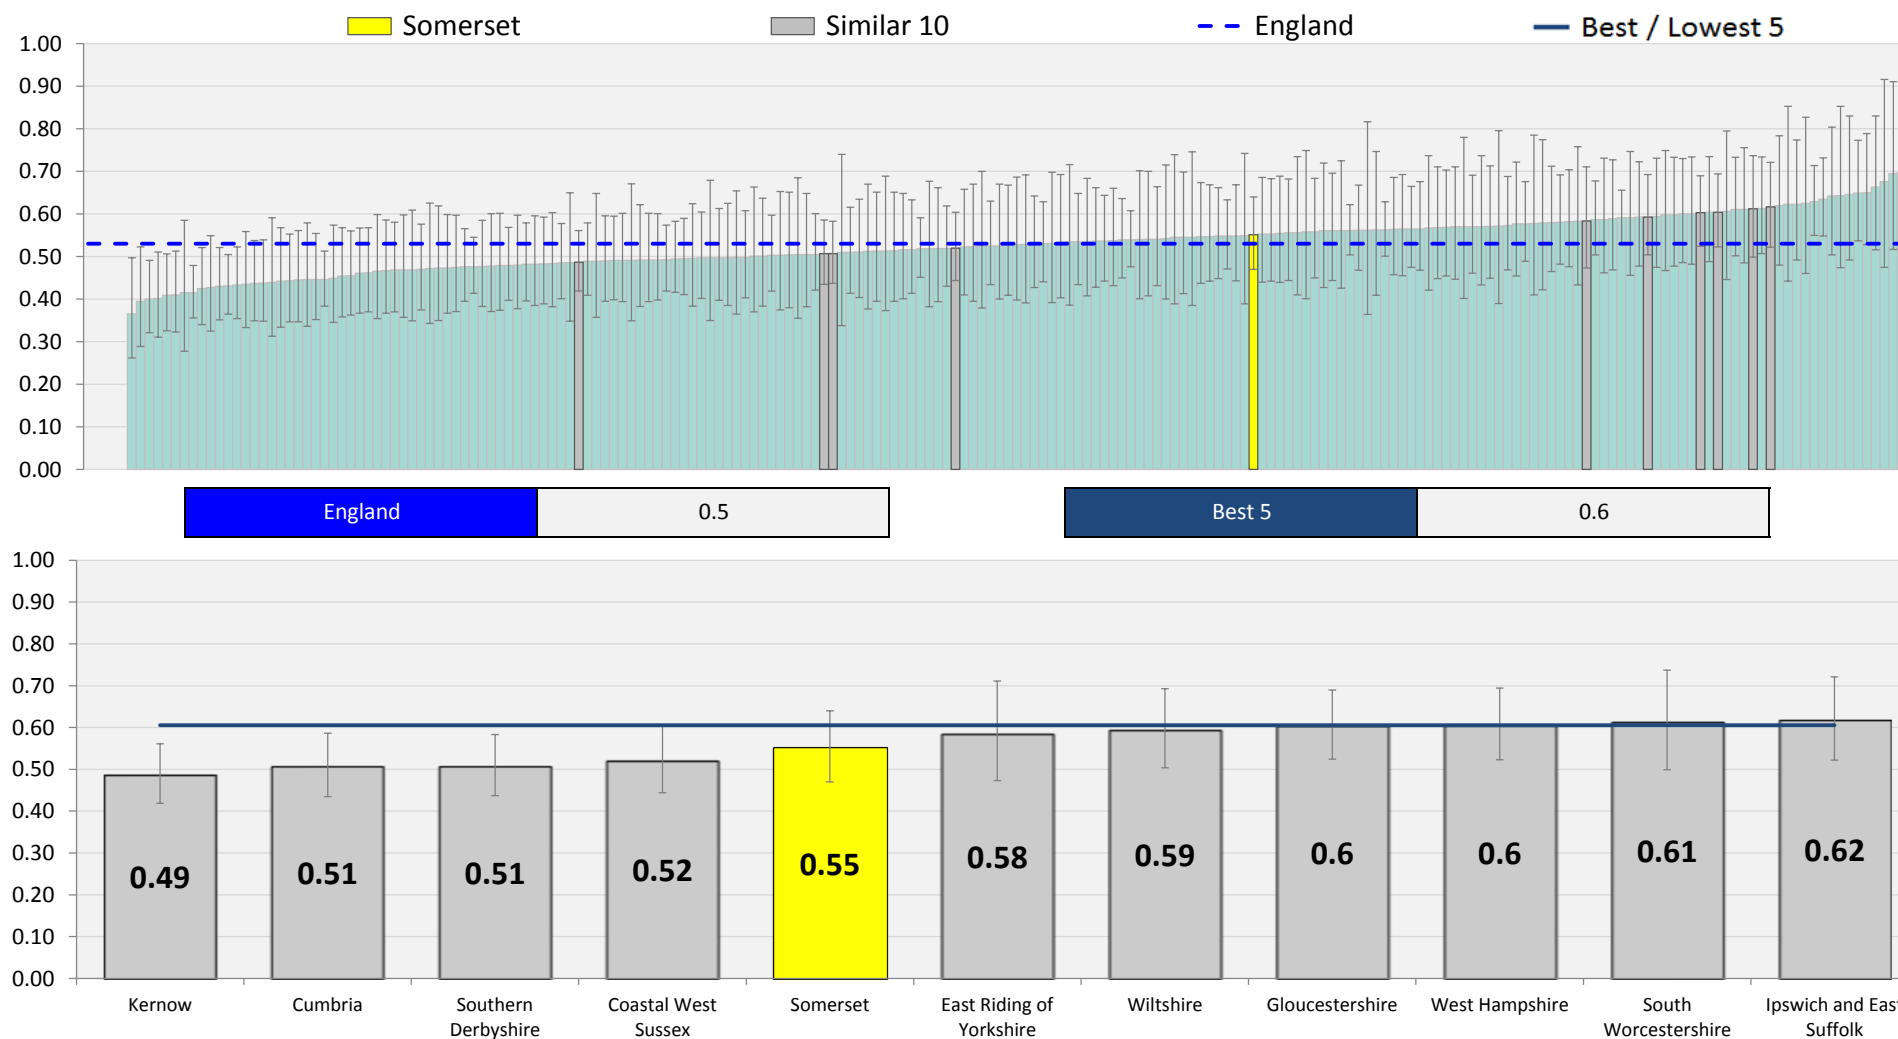 Somerset
Similar 10
England
Best / Lowest 5
1.00
0.90
0.80
0.70
0.60
0.50
0.40
0.30
0.20
0.10
0.00
England
0.5
Best 5
0.6
1.00
0.90
0.80
0.70
0.60
0.50
0.40
0.30
0.20
0.10
0.00
0.49
0.51
0.51
0.52
0.55
0.58
0.59
0.6
0.6
0.61
0.62
Kernow
Cumbria
Southern
Derbyshire
Coastal West
Sussex
Somerset
East Riding of
Yorkshire
Wiltshire
Gloucestershire
West Hampshire
South
Worcestershire
Ipswich and East
Suffolk